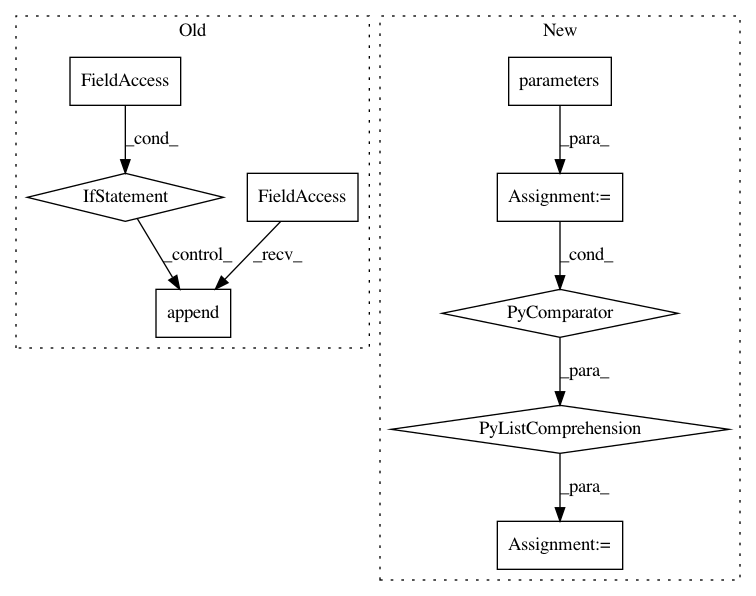 Old
FieldAccess
_cond_
IfStatement
FieldAccess
_control_
_recv_
append
New
parameters
_para_
Assignment:=
_cond_
PyComparator
_para_
PyListComprehension
_para_
Assignment:=